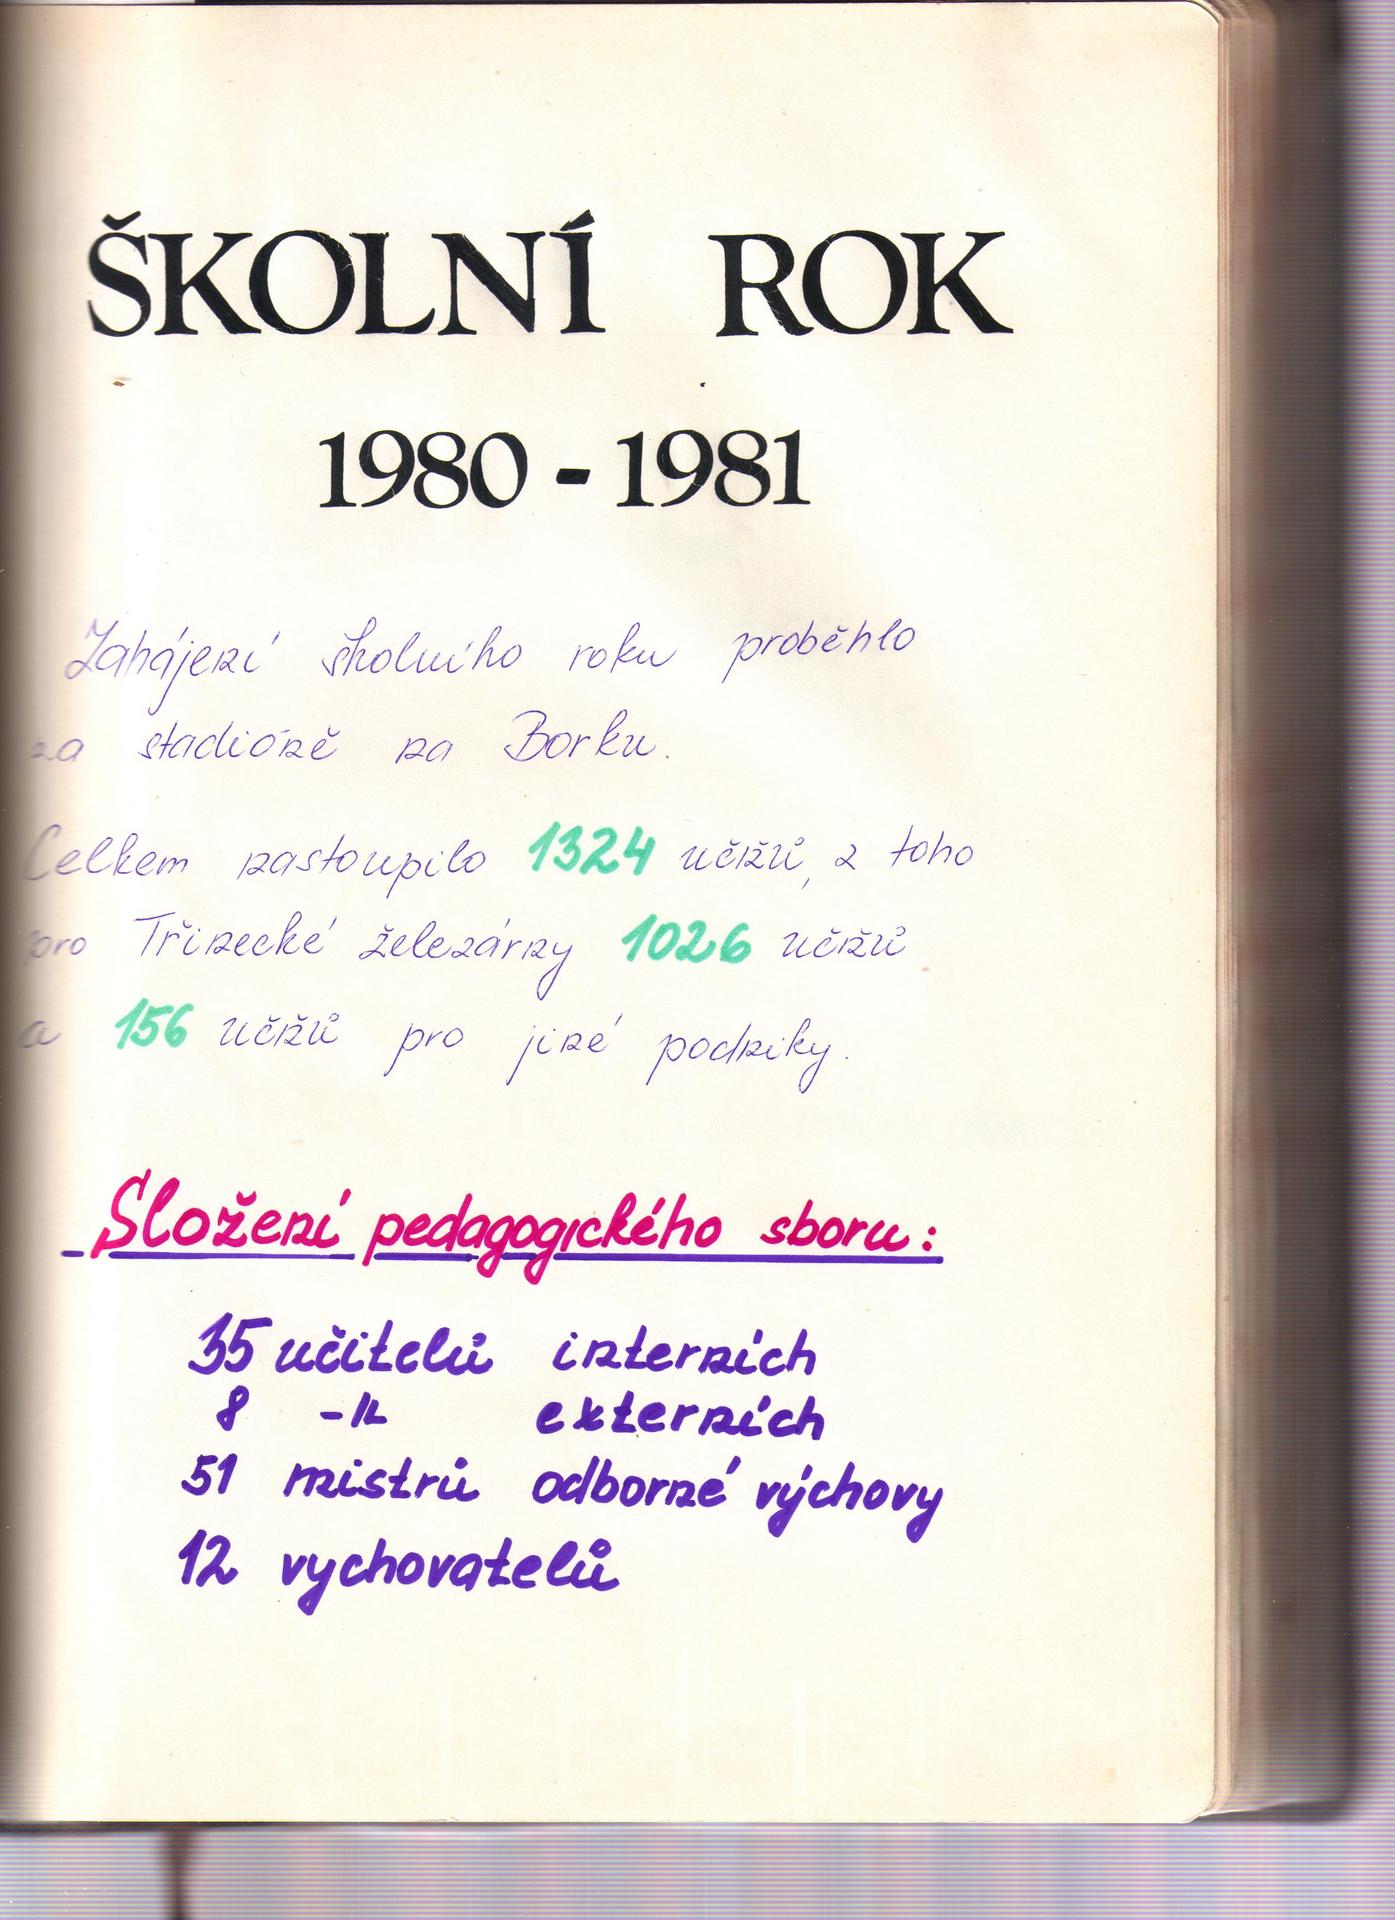 ŠKOLNÍ ROK
1980 - 1981
Zahájení školního roku proběhlo
na stadióně na Borku.
Celkem nastoupilo 1324 učňů, z toho
pro Třinecké železárny 1026 učňů
a 156 učňů pro jiné podniky.
Složení pedagogického sboru:
35 učitelů interních
8 -11- externích
51 mistrů odborné výchovy
12 vychovatelů